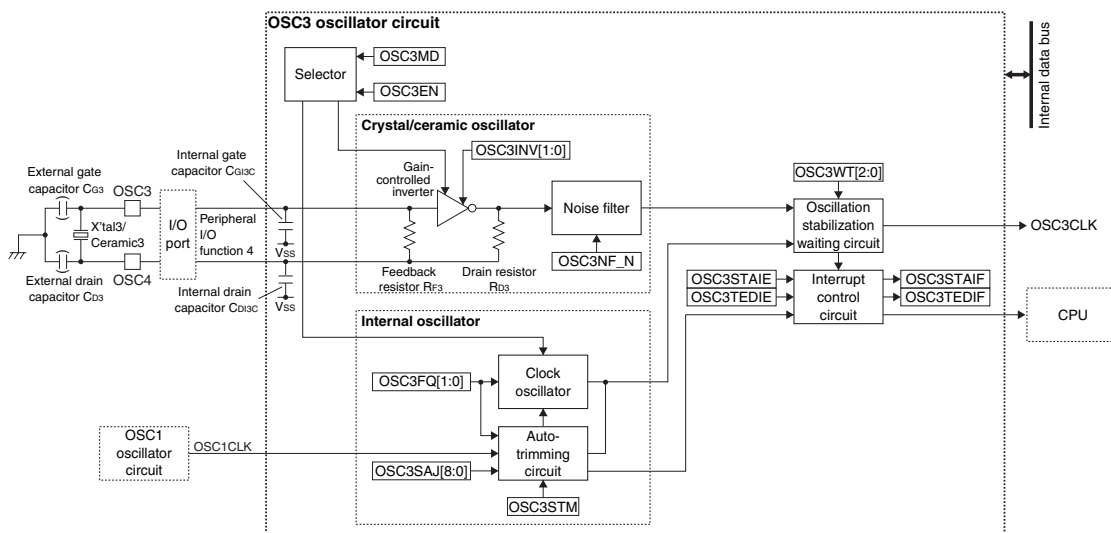 OSC3 oscillator circuit
OSC3MD
Selector
OSC3EN
Internal data bus
Crystal/ceramic oscillator
Internal gate
capacitor CGI3C
Gain-
controlled
inverter
OSC3INV[1:0]
External gate
capacitor CG3
OSC3
X'tal3/
Ceramic3
I/O
port
Peripheral
I/O
function 4
VSS
Noise filter
OSC3WT[2:0]
Oscillation
stabilization
waiting circuit
OSC3CLK
External drain
capacitor CD3
OSC4
Internal drain
capacitor CDI3C
VSS
Feedback
resistor RF3
Drain resistor
RD3
OSC3NF_N
OSC3STAIE
OSC3TEDIE
Interrupt
control
circuit
OSC3STAIF
OSC3TEDIF
CPU
Internal oscillator
OSC3FQ[1:0]
Clock
oscillator
OSC1
oscillator
circuit
OSC1CLK
Auto-
trimming
circuit
OSC3SAJ[8:0]
OSC3STM